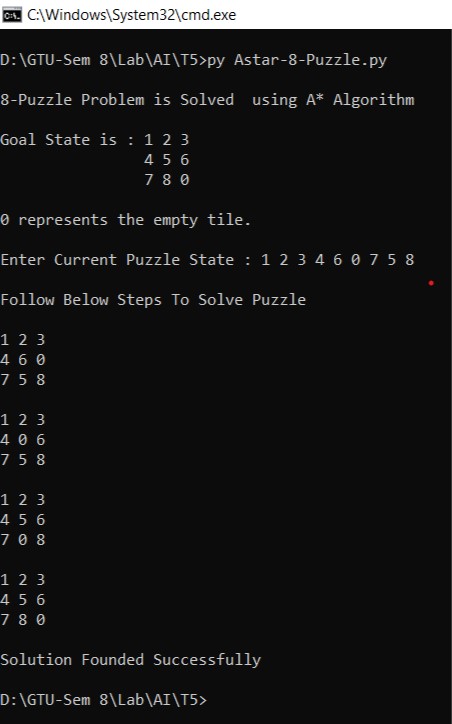 C:\Windows\System32\cmd.exe
D:\GTU-Sem 8\Lab\AI\T5>py Astar-8-Puzzle.py
8-Puzzle Problem is Solved  using A* Algorithm
Goal State is : 1 2 3
4 5 6
7 8 0
0 represents the empty tile.
Enter Current Puzzle State : 1 2 3 4 6 0 7 5 8
Follow Below Steps To Solve Puzzle
1 2 3
4 6 0
7 5 8
1 2 3
4 0 6
7 5 8
1 2 3
4 5 6
7 0 8
1 2 3
4 5 6
7 8 0
Solution Founded Successfully
D:\GTU-Sem 8\Lab\AI\T5>